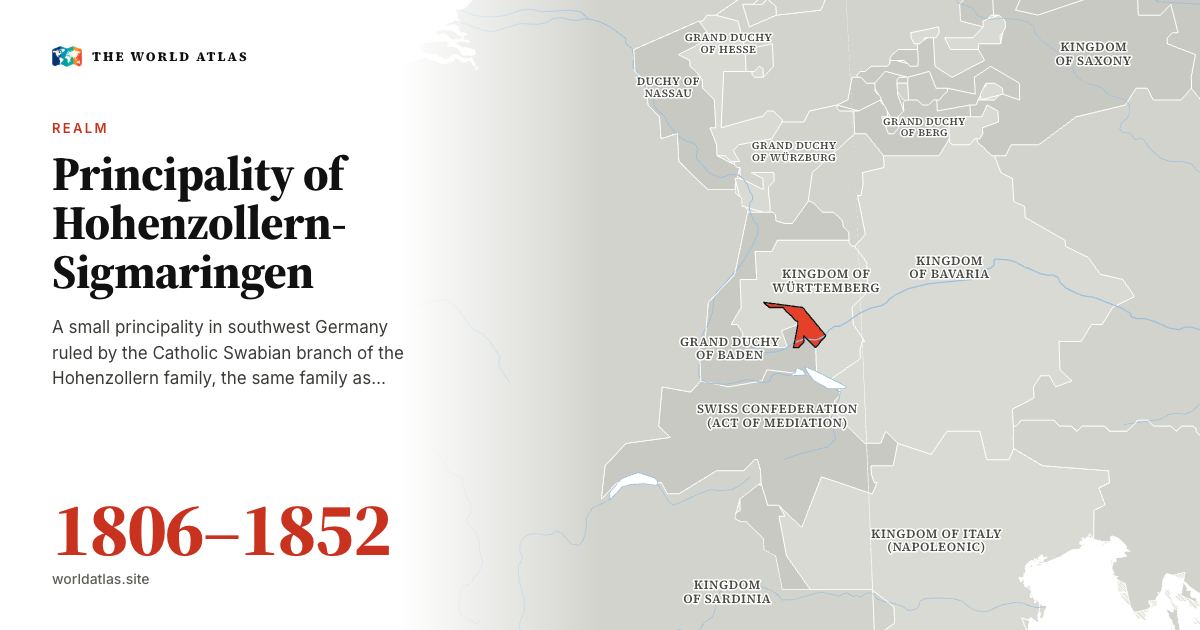 THE WORLD ATLAS
REALM
Principality of
Hohenzollern-
Sigmaringen
A small principality in southwest Germany
ruled by the Catholic Swabian branch of the
Hohenzollern family, the same family as...
1806–1852
worldatlas.site
GRAND DUCHY
OF HESSE
KINGDOM
OF SAXONY
DUCHY OF
NASSAU
GRAND DUCHY
OF BERG
GRAND DUCHY
OF WÜRZBURG
KINGDOM
OF BAVARIA
KINGDOM OF
WÜRTTEMBERG
GRAND DUCHY
OF BADEN
SWISS CONFEDERATION
(ACT OF MEDIATION)
KINGDOM OF ITALY
(NAPOLEONIC)
KINGDOM
OF SARDINIA